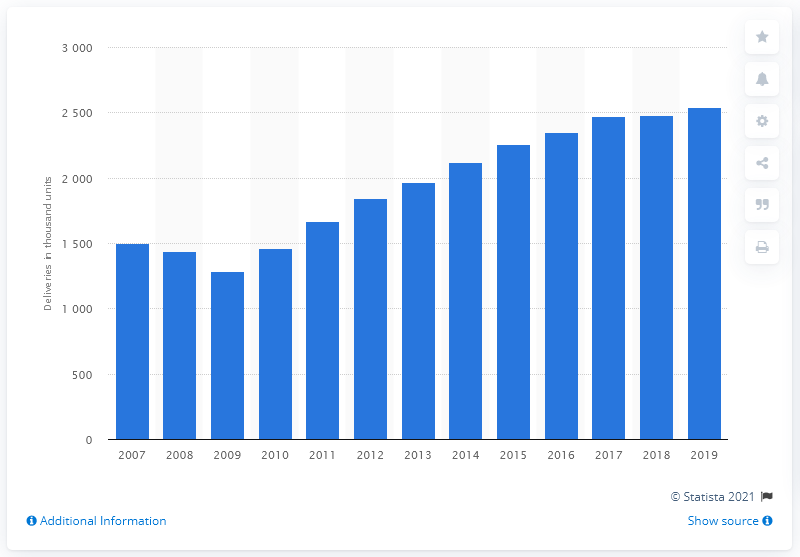 3 000
2 500
2 000
1 500
1 000
500
0
Deliveries in thousand units
2007 2008 2009 2010 2011 2012 2013 2014 2015 2016 2017 2018 2019
© Statista 2021
Additional Information
Show source